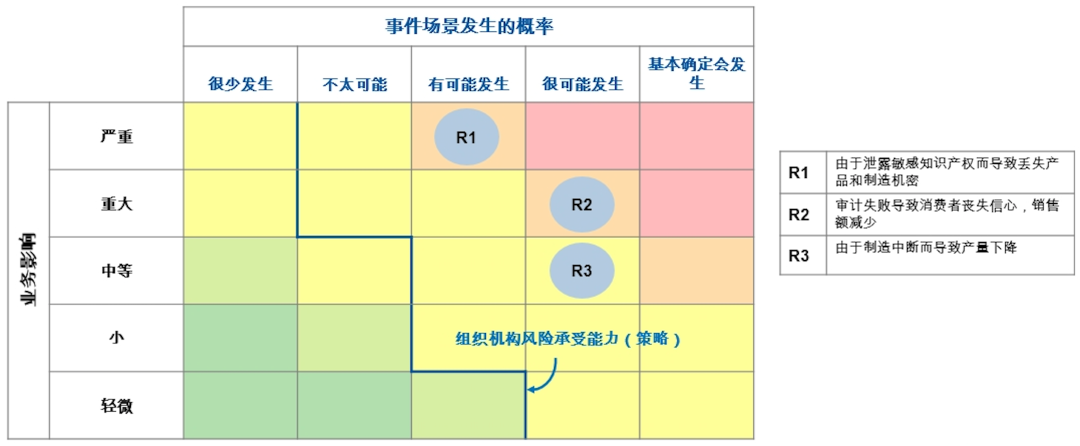 事件场景发生的概率
很少发生
不太可能
有可能发生
很可能发生
基本确定会发
生
业务影响
严重
重大
中等
小
轻微
R1
R2
R3
组织机构风险承受能力（策略）
R1
由于泄露敏感知识产权而导致丢失产
品和制造机密
R2
审计失败导致消费者丧失信心，销售
额减少
R3
由于制造中断而导致产量下降